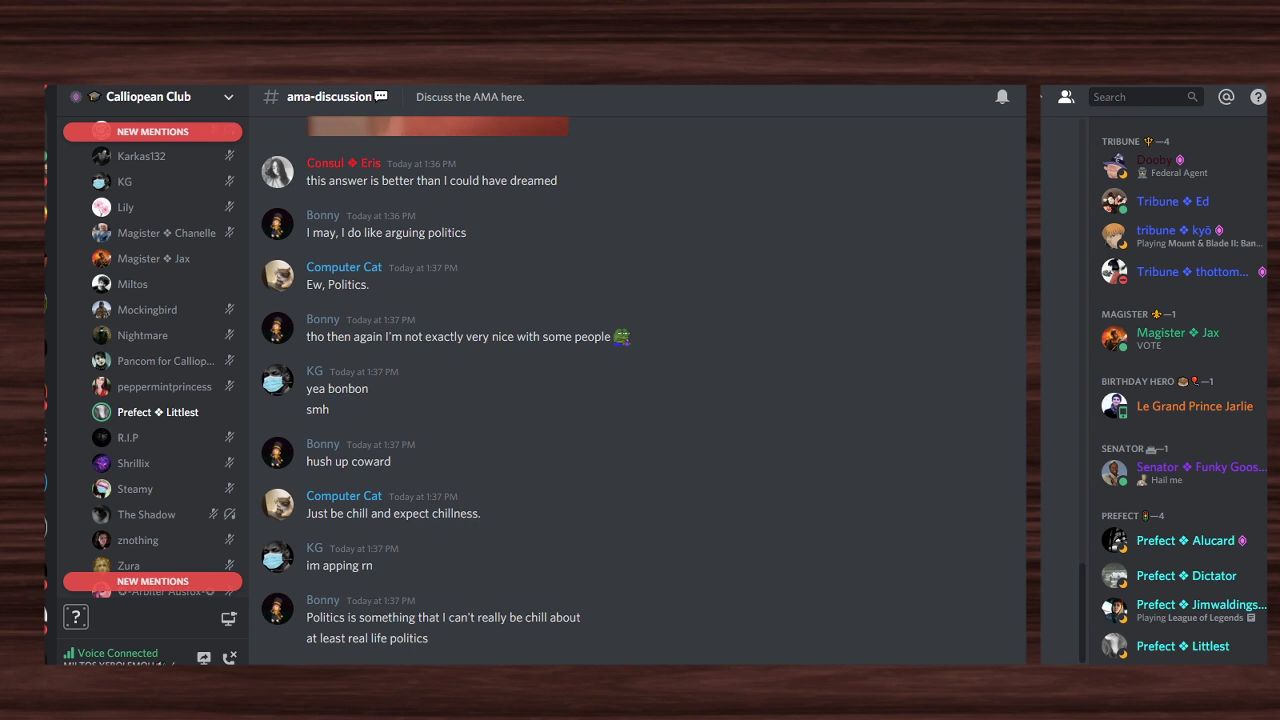 Calliopean Club
NEW MENTIONS
Karkas132
KG
Lily
Magister ❖ Chanelle
Magister ❖ Jax
Miltos
Mockingbird
Nightmare
Pancom for Calliop...
peppermintprincess
Prefect ❖ Littlest
R.I.P
Shrillix
Steamy
The Shadow
znothing
Zura
NEW MENTIONS
Voice Connected
# ama-discussion💬
Discuss the AMA here.
Consul ❖ Eris Today at 1:36 PM
this answer is better than I could have dreamed
Bonny Today at 1:36 PM
I may, I do like arguing politics
Computer Cat Today at 1:37 PM
Ew, Politics.
Bonny Today at 1:37 PM
tho then again I'm not exactly very nice with some people
KG Today at 1:37 PM
yea bonbon
smh
Bonny Today at 1:37 PM
hush up coward
Computer Cat Today at 1:37 PM
Just be chill and expect chillness.
KG Today at 1:37 PM
im apping rn
Bonny Today at 1:37 PM
Politics is something that I can't really be chill about
at least real life politics
Search
TRIBUNE 🔱—4
Dooby
Federal Agent
Tribune ❖ Ed
tribune ❖ kyō
Playing Mount & Blade II: Ban...
Tribune ❖ thottom...
MAGISTER ⚜—1
Magister ❖ Jax
VOTE
BIRTHDAY HERO 🎂🎈—1
Le Grand Prince Jarlie
SENATOR —1
Senator ❖ Funky Goos...
Hail me
PREFECT 🚦—4
Prefect ❖ Alucard
Prefect ❖ Dictator
Prefect ❖ Jimwaldings...
Playing League of Legends
Prefect ❖ Littlest